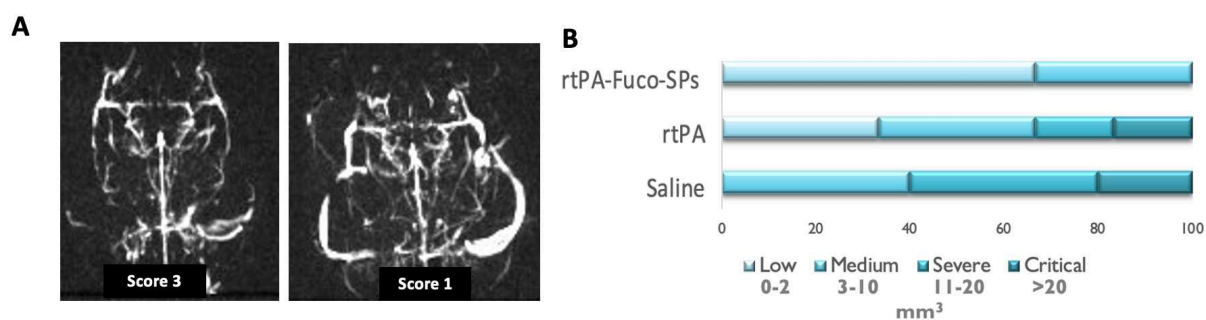 A
Score 3
Score 1
B
rtPA-Fuco-SPs
rtPA
Saline
0 20 40 60 80 100
Low Medium Severe Critical
0-2 3-10 11-20 >20
mm³